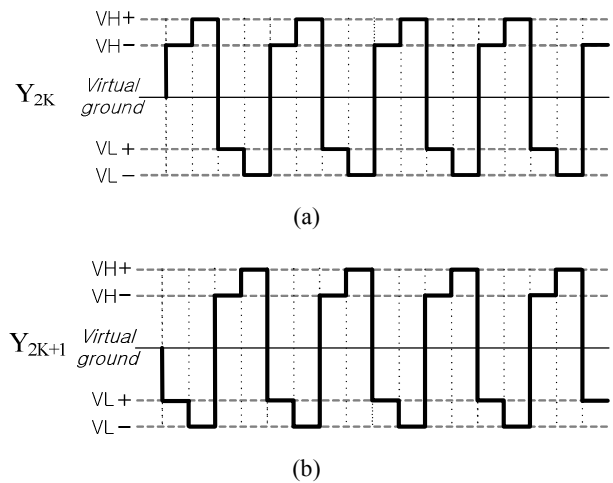 VH+
VH−
Y2K
Virtual
ground
VL+
VL−
(a)
VH+
VH−
Y2K+1
Virtual
ground
VL+
VL−
(b)